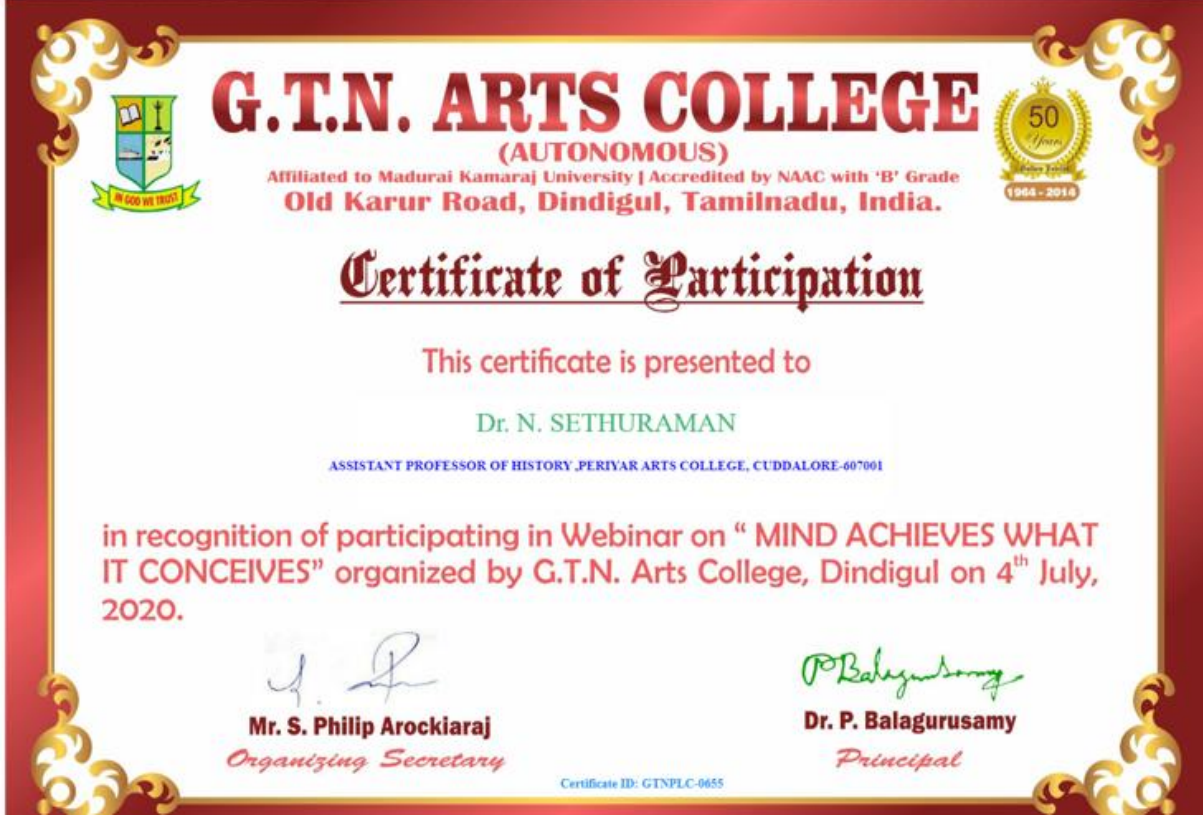 G.T.N. ARTS COLLEGE
(AUTONOMOUS)
Affiliated to Madurai Kamaraj University | Accredited by NAAC with ‘B’ Grade
Old Karur Road, Dindigul, Tamilnadu, India.
IN GOD WE TRUST
50
Years
1964 - 2014
Certificate of Participation
This certificate is presented to
Dr. N. SETHURAMAN
ASSISTANT PROFESSOR OF HISTORY ,PERIYAR ARTS COLLEGE, CUDDALORE-607001
in recognition of participating in Webinar on “ MIND ACHIEVES WHAT
IT CONCEIVES” organized by G.T.N. Arts College, Dindigul on 4th July,
2020.
PBalagurusamy
Mr. S. Philip Arockiaraj
Organizing Secretary
Dr. P. Balagurusamy
Principal
Certificate ID: GTNPLC-0655